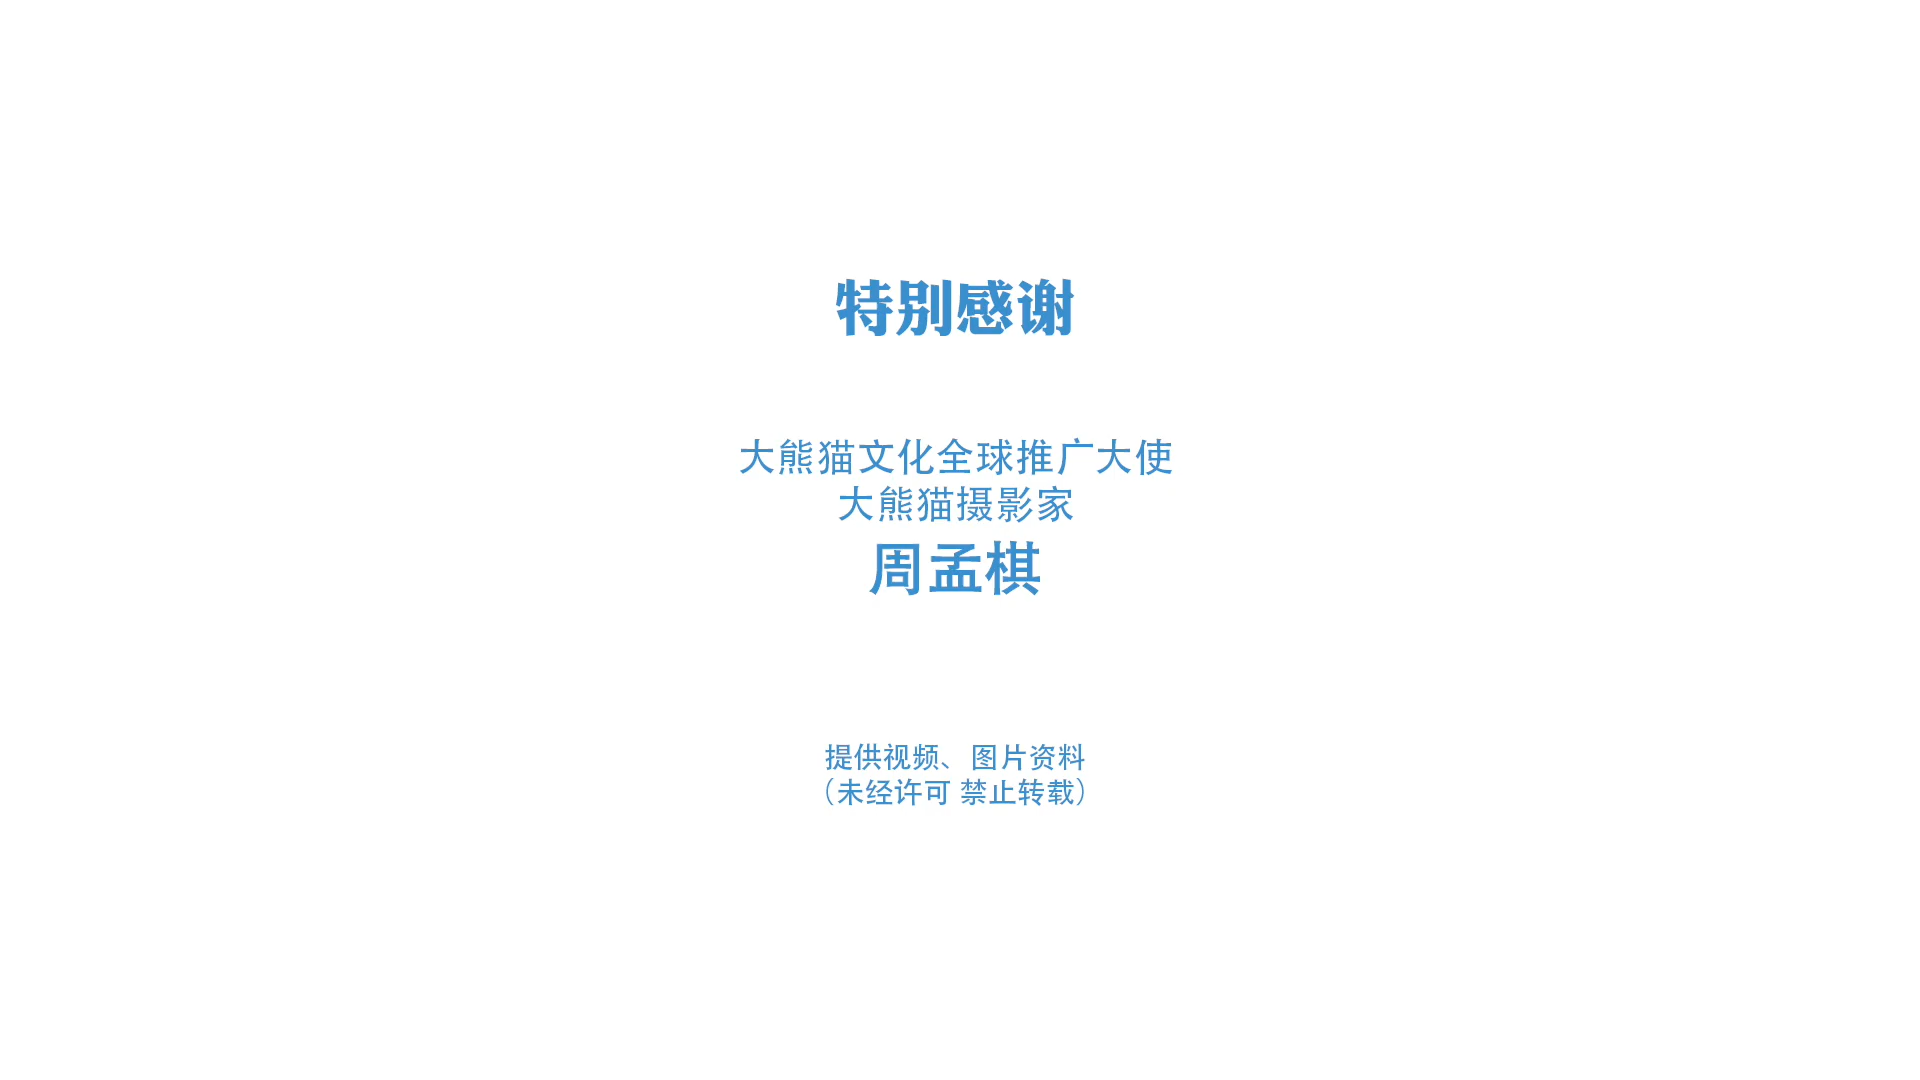 特别感谢
大熊猫文化全球推广大使
大熊猫摄影家
周孟棋
提供视频、图片资料
（未经许可 禁止转载）